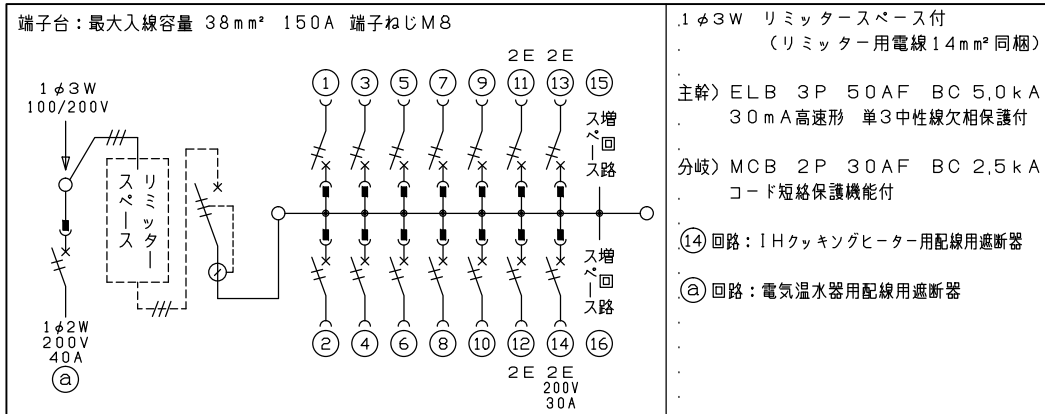 端子台：最大入線容量 38mm² 150A 端子ねじM8
1φ3W
100/200V
リミッター
スペース
1φ2W
200V
40A
a
2E 2E
1 3 5 7 9 11 13 15
増回路
スペース
増回路
スペース
2 4 6 8 10 12 14 16
2E 2E
200V
30A
1φ3W リミッタースペース付
（リミッター用電線14mm²同梱）
主幹）ELB 3P 50AF BC 5,0kA
30mA高速形 単3中性線欠相保護付
分岐）MCB 2P 30AF BC 2,5kA
コード短絡保護機能付
⑭回路：IHクッキングヒーター用配線用遮断器
ⓐ回路：電気温水器用配線用遮断器